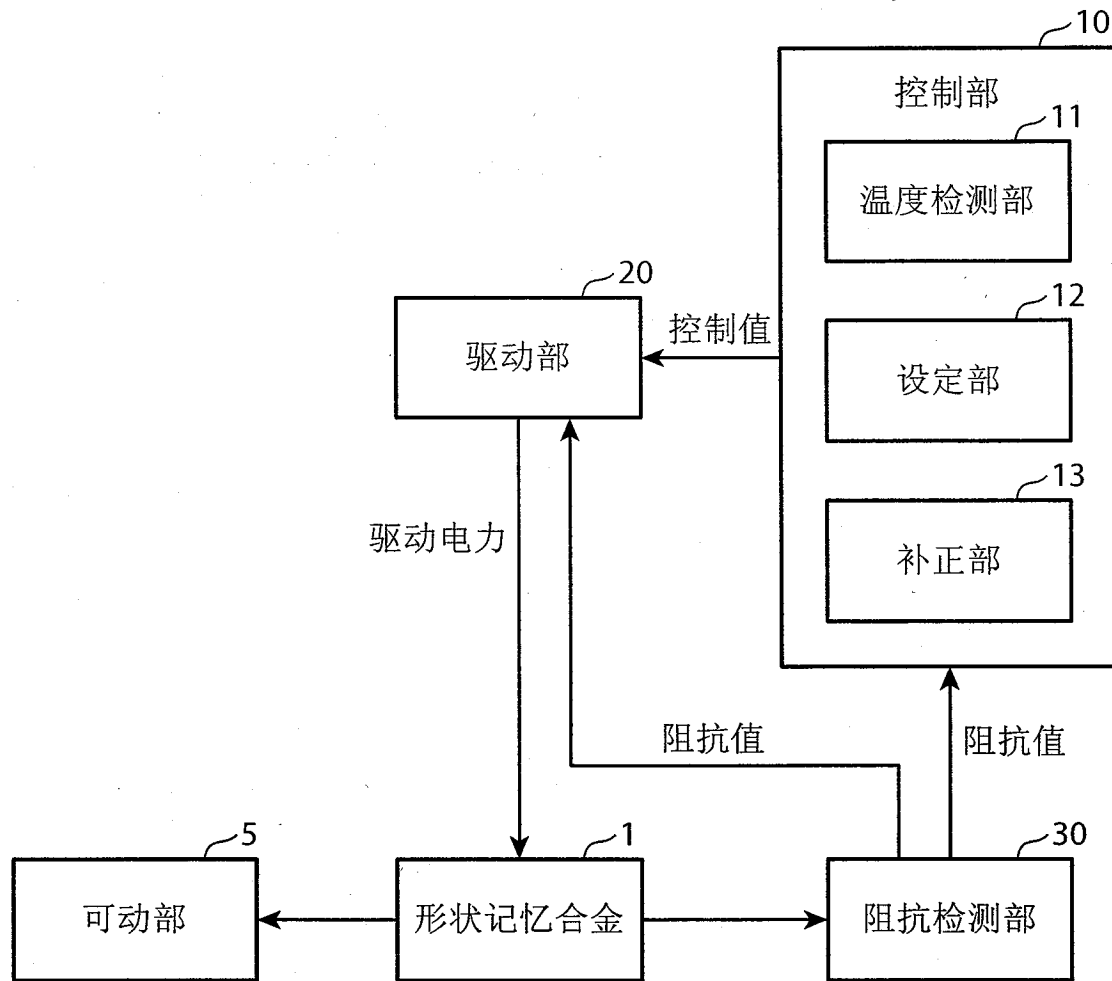 10
控制部
11
温度检测部
20
12
控制值
驱动部
设定部
13
驱动电力
补正部
阻抗值
阻抗值
5
1
30
可动部
形状记忆合金
阻抗检测部